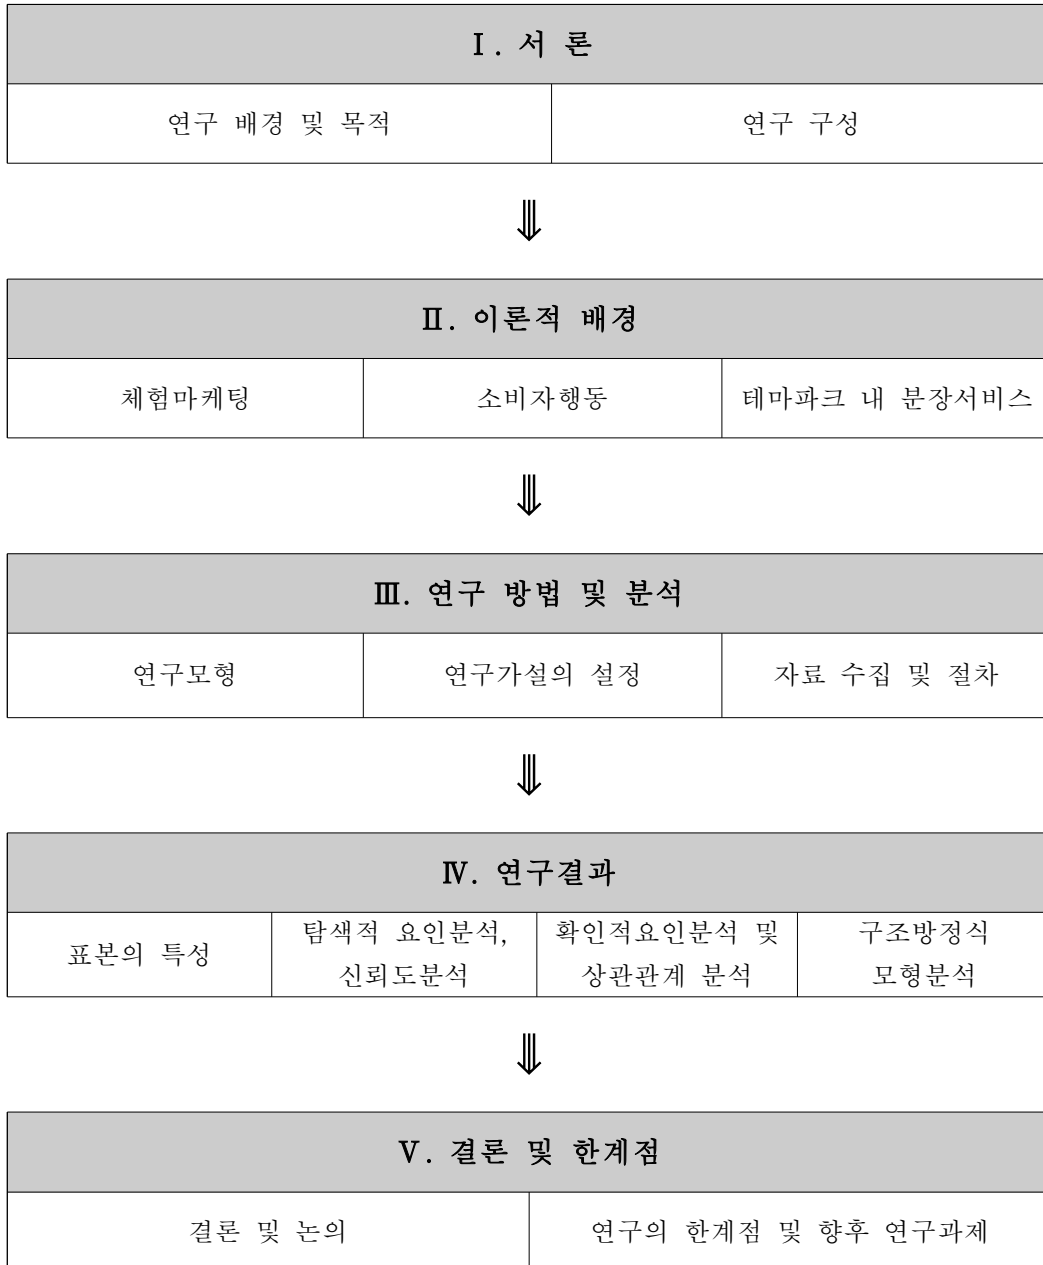 Ⅰ. 서 론
연구 배경 및 목적
연구 구성
⇓
Ⅱ. 이론적 배경
체험마케팅
소비자행동
테마파크 내 분장서비스
⇓
Ⅲ. 연구 방법 및 분석
연구모형
연구가설의 설정
자료 수집 및 절차
⇓
Ⅳ. 연구결과
표본의 특성
탐색적 요인분석,
신뢰도분석
확인적요인분석 및
상관관계 분석
구조방정식
모형분석
⇓
Ⅴ. 결론 및 한계점
결론 및 논의
연구의 한계점 및 향후 연구과제